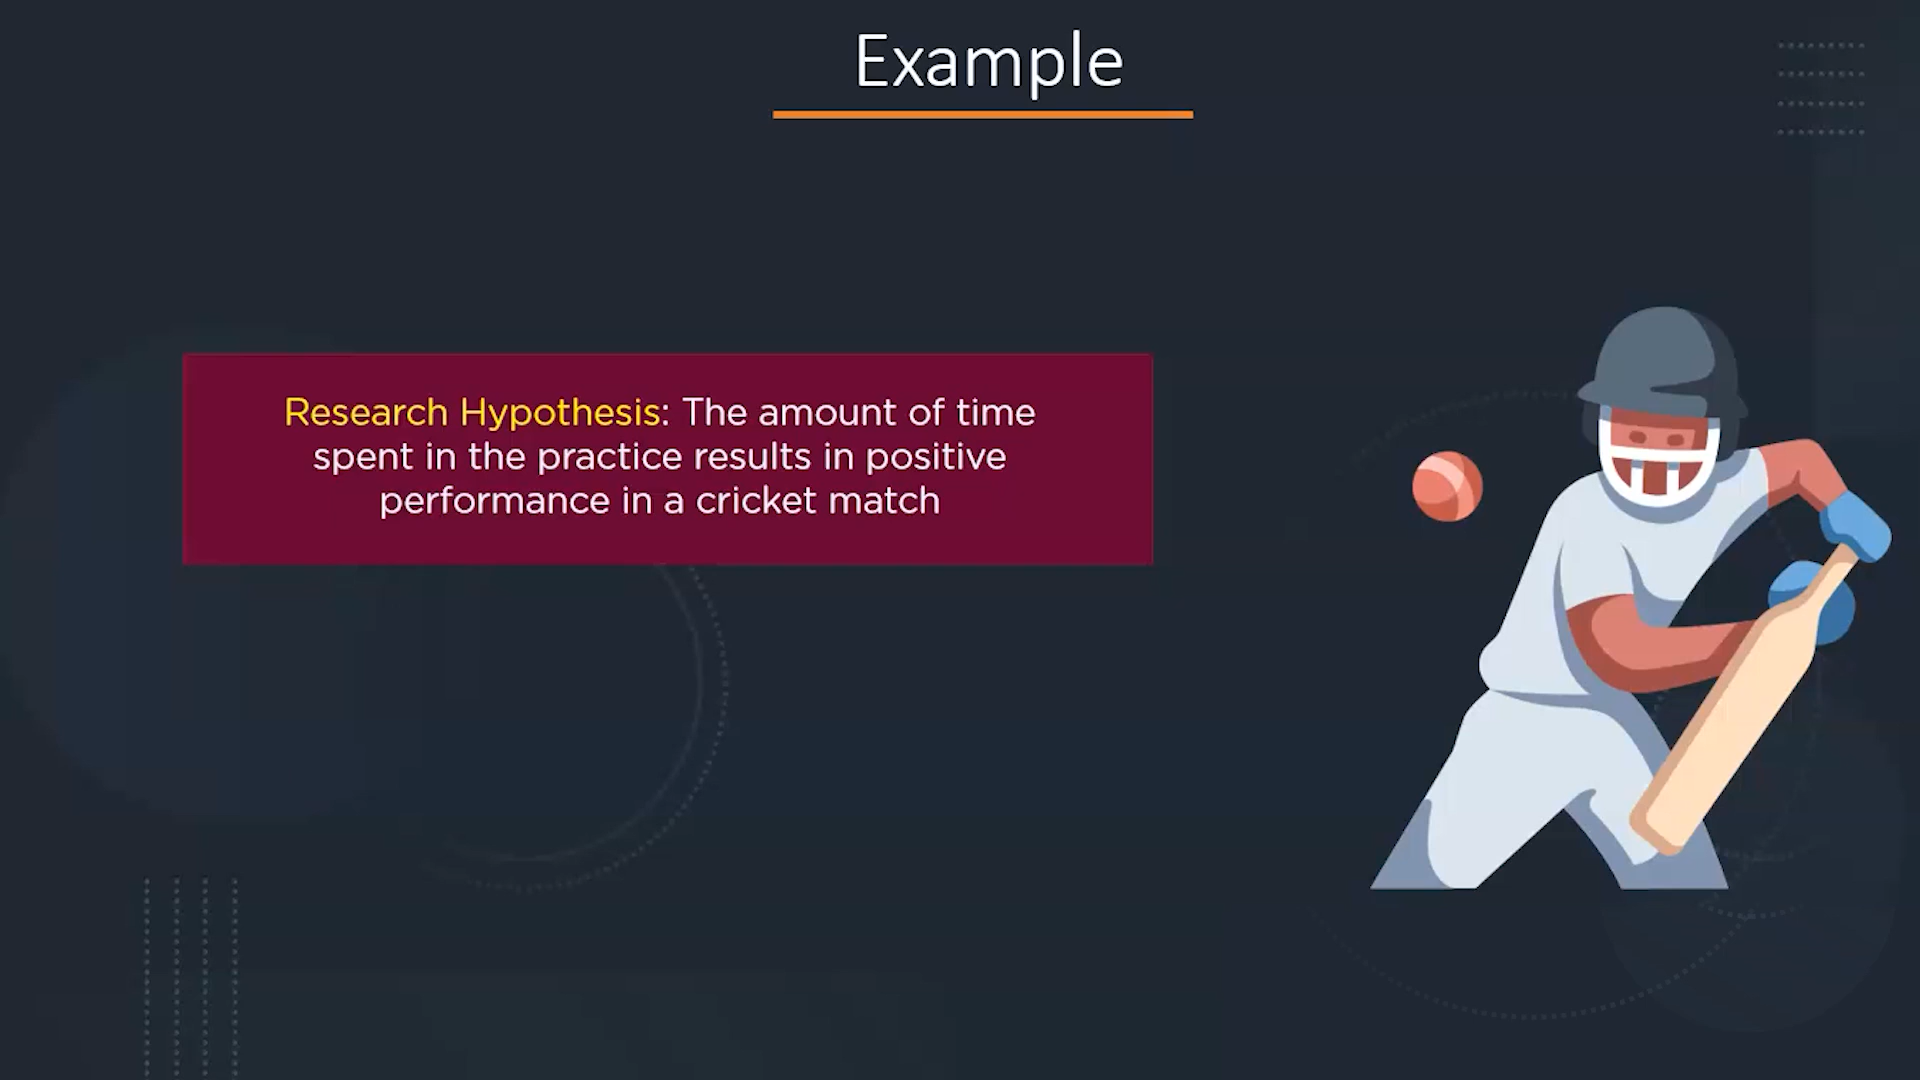 Example
Research Hypothesis: The amount of time
spent in the practice results in positive
performance in a cricket match